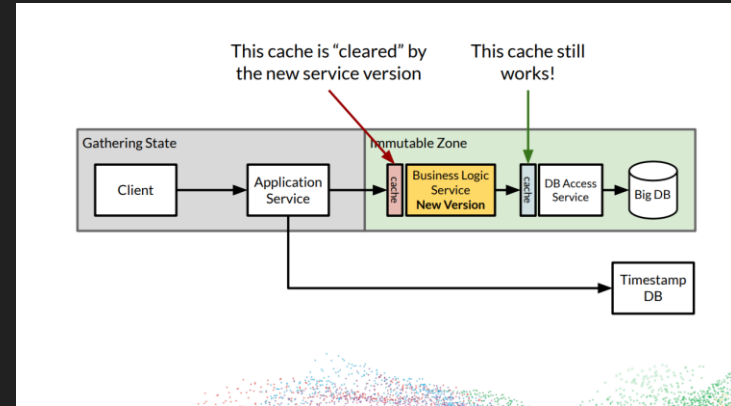 This cache is “cleared” by
the new service version
This cache still
works!
Gathering State
Immutable Zone
Client
Application
Service
cache
Business Logic
Service
New Version
cache
DB Access
Service
Big DB
Timestamp
DB